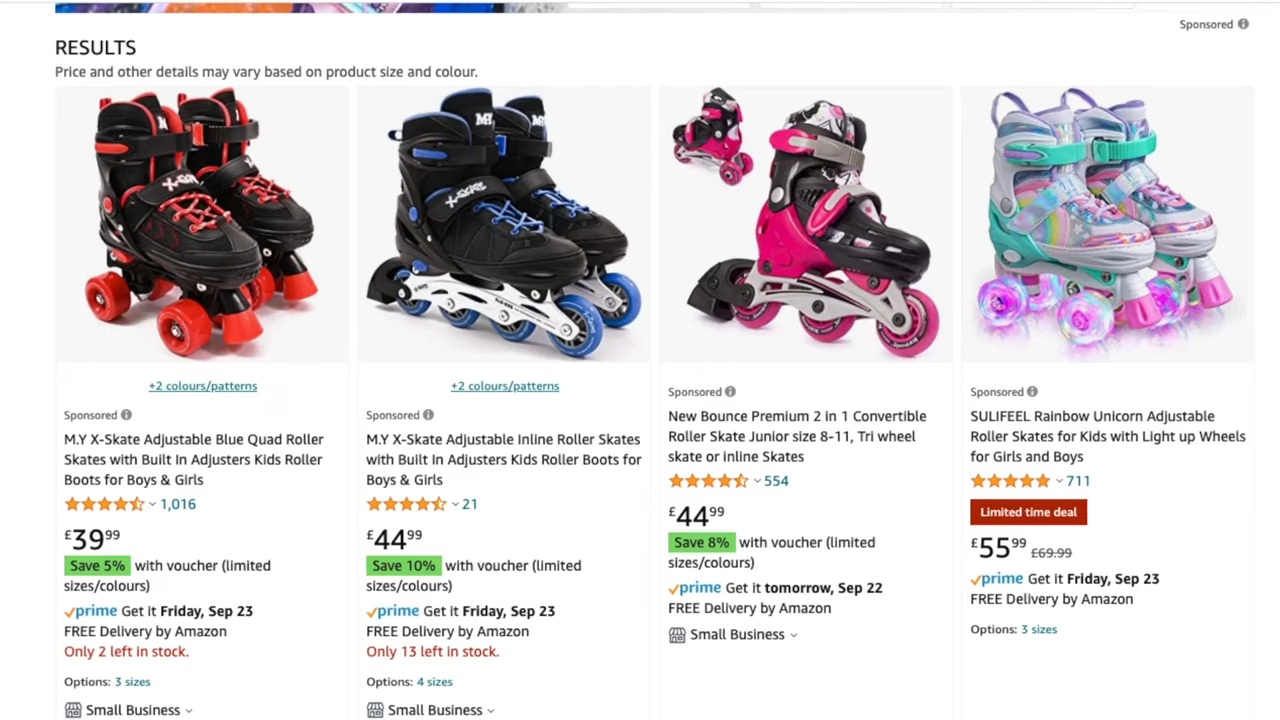 Sponsored
RESULTS
Price and other details may vary based on product size and colour.
X-SKATE
MY
MY
X-SKATE
+2 colours/patterns
Sponsored
M.Y X-Skate Adjustable Blue Quad Roller
Skates with Built In Adjusters Kids Roller
Boots for Boys & Girls
1,016
£39.99
Save 5% with voucher (limited
sizes/colours)
prime Get it Friday, Sep 23
FREE Delivery by Amazon
Only 2 left in stock.
Options: 3 sizes
Small Business
+2 colours/patterns
Sponsored
M.Y X-Skate Adjustable Inline Roller Skates
with Built In Adjusters Kids Roller Boots for
Boys & Girls
21
£44.99
Save 10% with voucher (limited
sizes/colours)
prime Get it Friday, Sep 23
FREE Delivery by Amazon
Only 13 left in stock.
Options: 4 sizes
Small Business
Sponsored
New Bounce Premium 2 in 1 Convertible
Roller Skate Junior size 8-11, Tri wheel
skate or inline Skates
554
£44.99
Save 8% with voucher (limited
sizes/colours)
prime Get it tomorrow, Sep 22
FREE Delivery by Amazon
Small Business
Sponsored
SULIFEEL Rainbow Unicorn Adjustable
Roller Skates for Kids with Light up Wheels
for Girls and Boys
711
Limited time deal
£55.99 £69.99
prime Get it Friday, Sep 23
FREE Delivery by Amazon
Options: 3 sizes